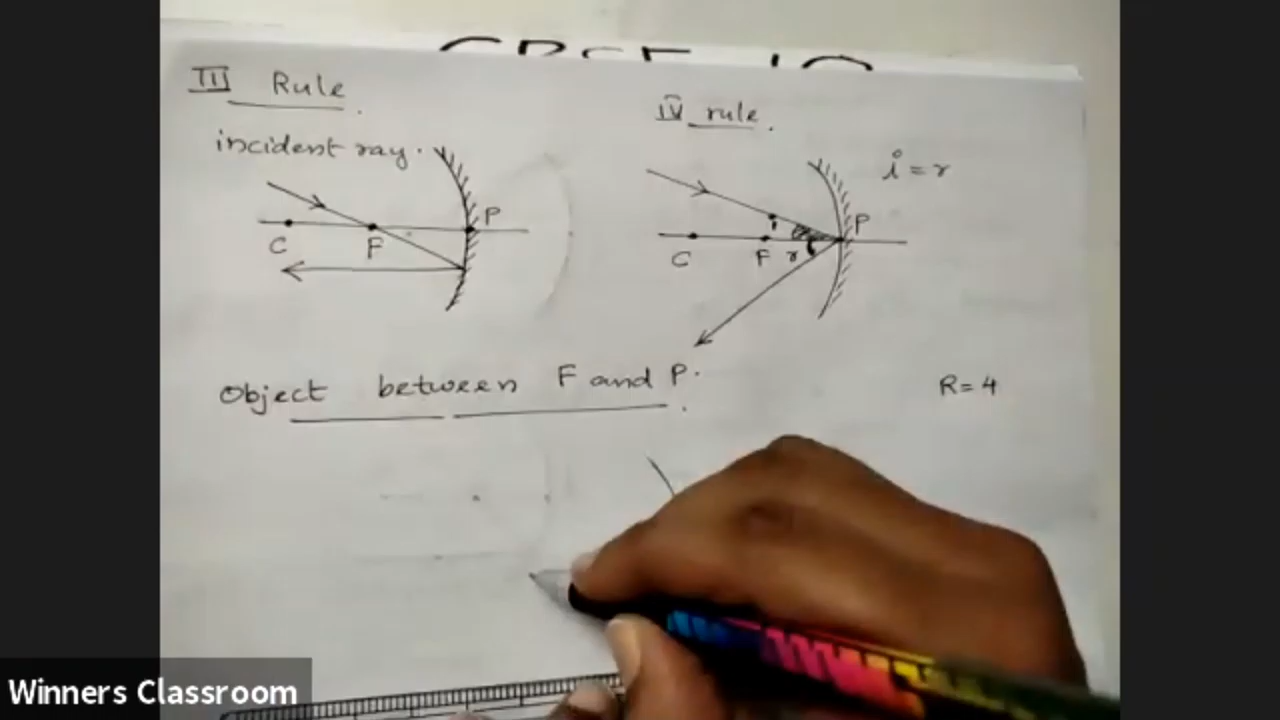 III Rule.
incident ray.
C F P
IV rule.
i = r
i
C F r P
Object between F and P.
R = 4
Winners Classroom